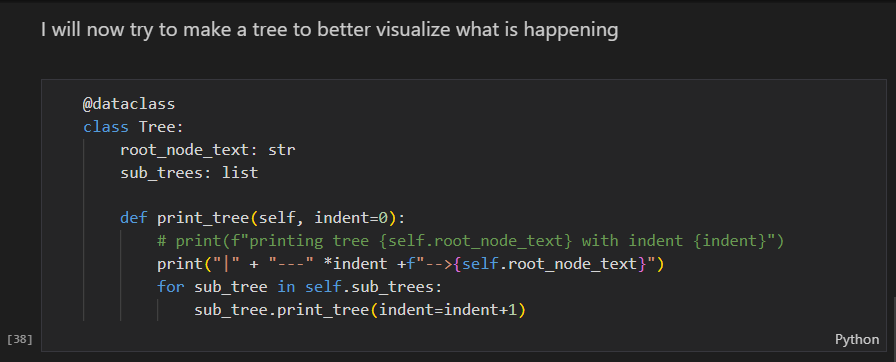 I will now try to make a tree to better visualize what is happening
@dataclass
class Tree:
    root_node_text: str
    sub_trees: list

    def print_tree(self, indent=0):
        # print(f"printing tree {self.root_node_text} with indent {indent}")
        print("|" + "---" *indent +f"-->{self.root_node_text}")
        for sub_tree in self.sub_trees:
            sub_tree.print_tree(indent=indent+1)
[38]
Python